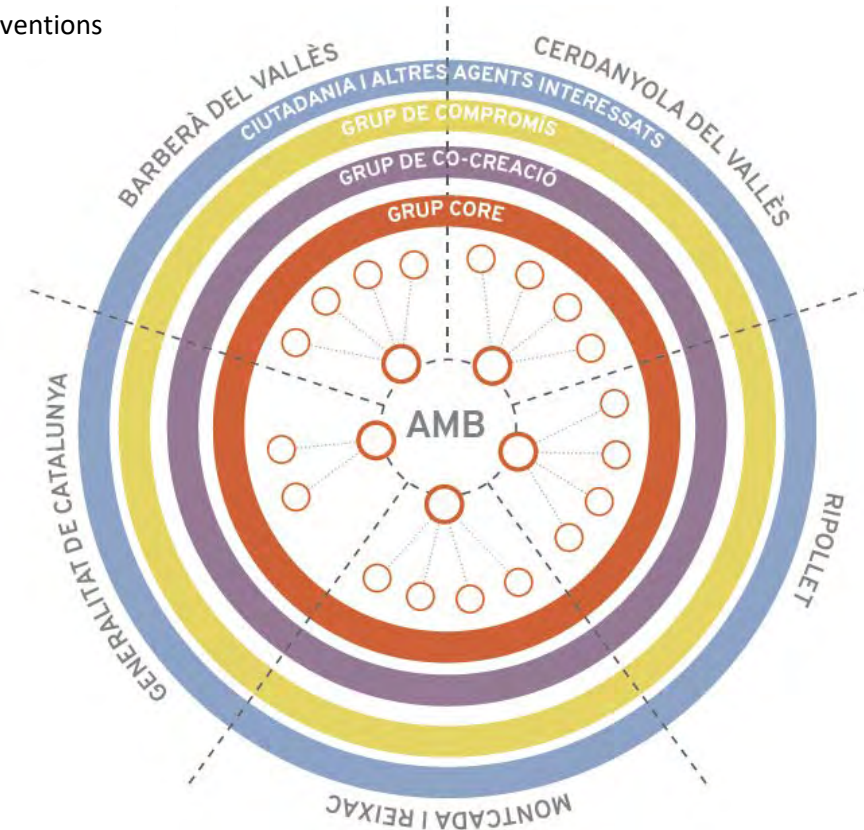 ventions
BARBERÀ DEL VALLÈS
CERDANYOLA DEL VALLÈS
CIUTADANIA I ALTRES AGENTS INTERESSATS
GRUP DE COMPROMÍS
GRUP DE CO-CREACIÓ
GRUP CORE
AMB
GENERALITAT DE CATALUNYA
RIPOLLET
MONTCADA I REIXAC